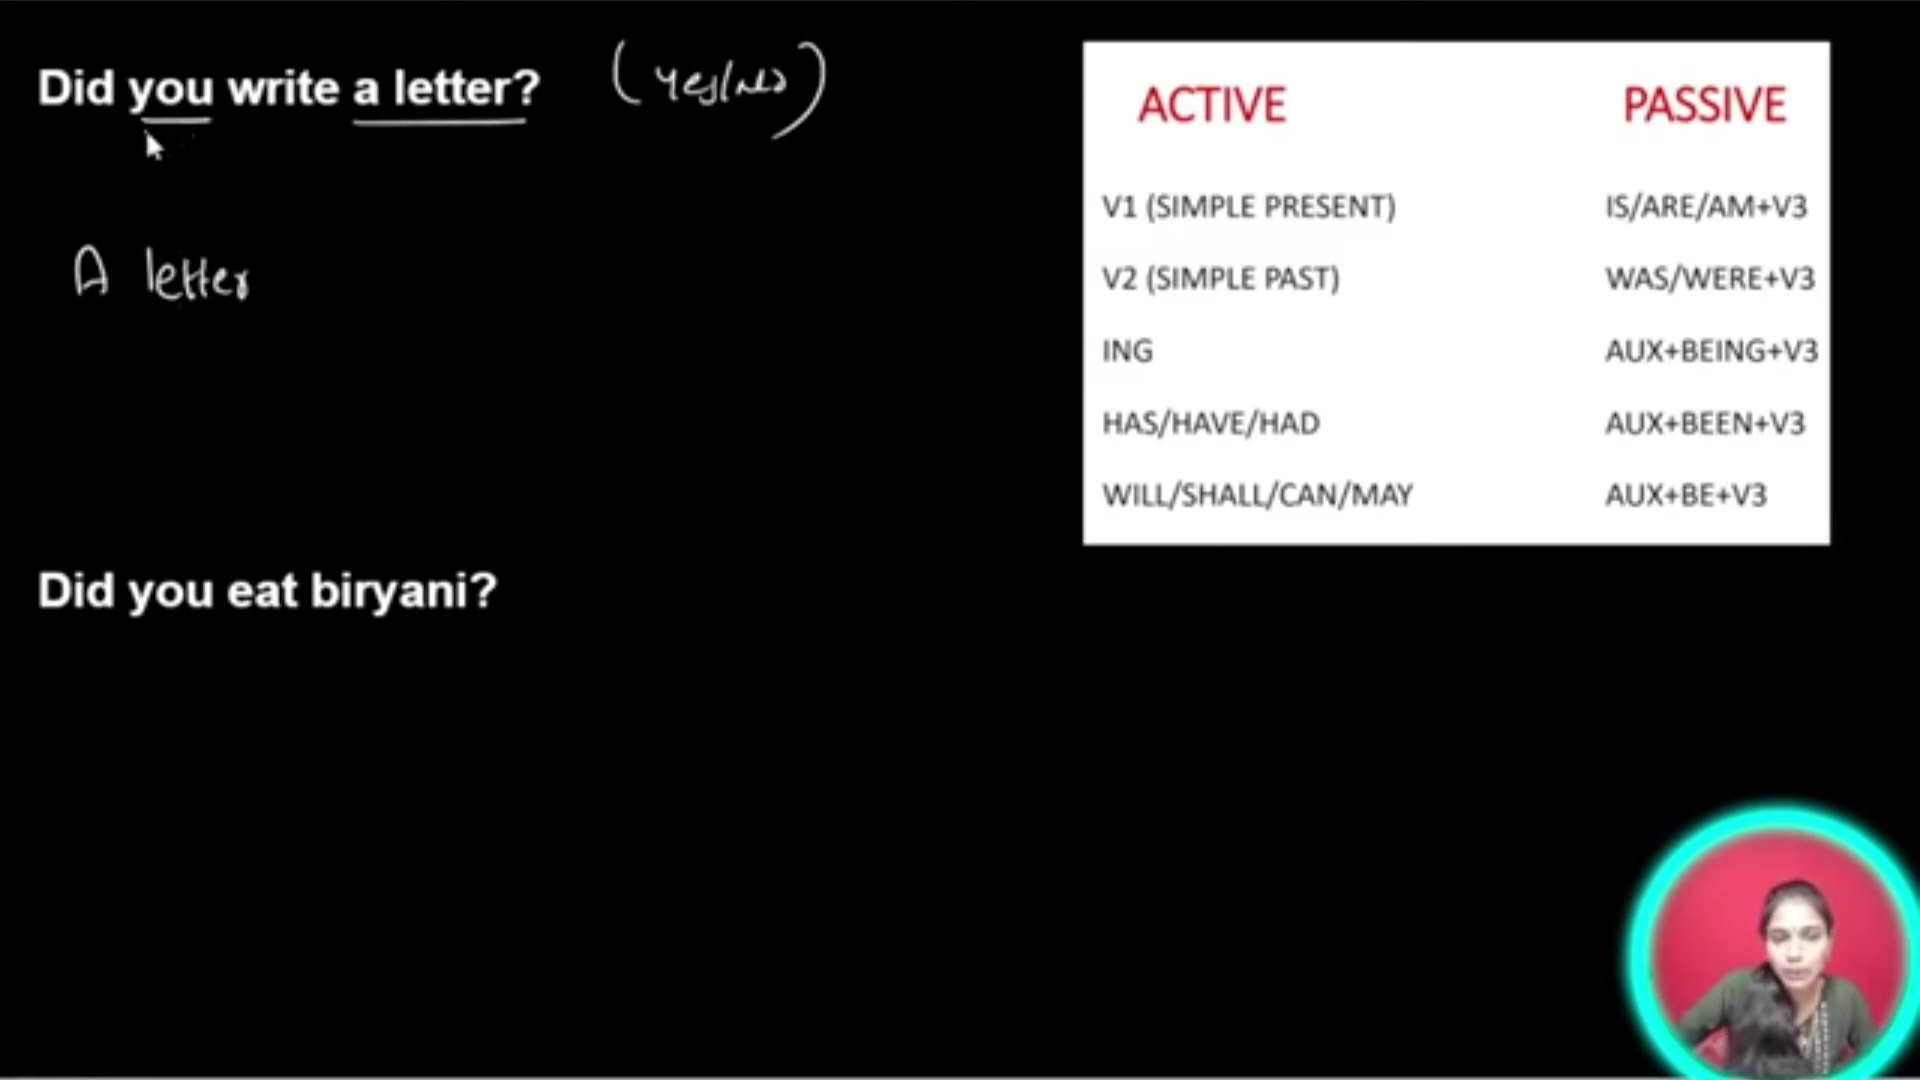 Did you write a letter? (Yes/No)
A letter
Did you eat biryani?
ACTIVE PASSIVE
V1 (SIMPLE PRESENT) IS/ARE/AM+V3
V2 (SIMPLE PAST) WAS/WERE+V3
ING AUX+BEING+V3
HAS/HAVE/HAD AUX+BEEN+V3
WILL/SHALL/CAN/MAY AUX+BE+V3